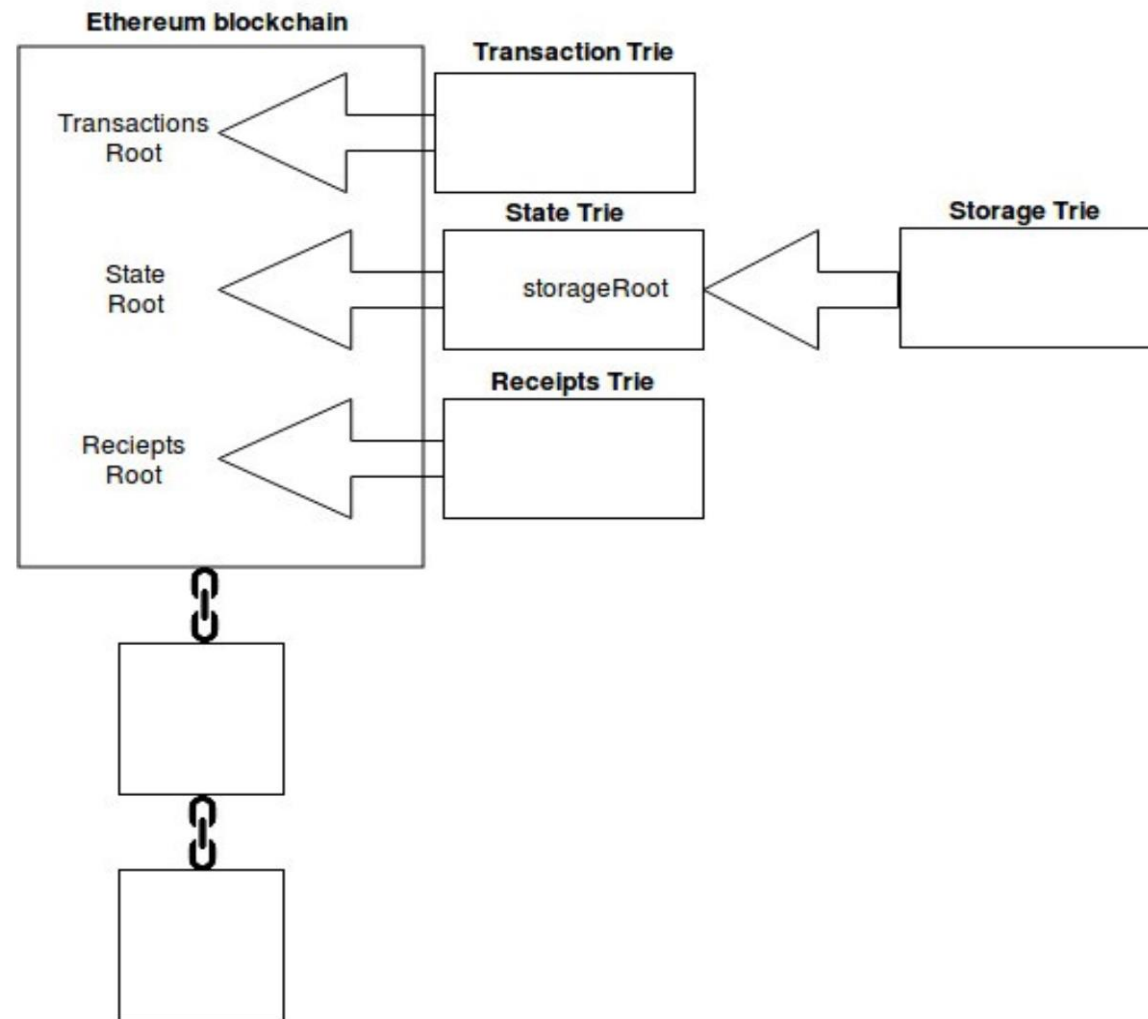 Ethereum blockchain
Transaction Trie
Transactions
Root
State Trie
Storage Trie
State
Root
storageRoot
Receipts Trie
Reciepts
Root